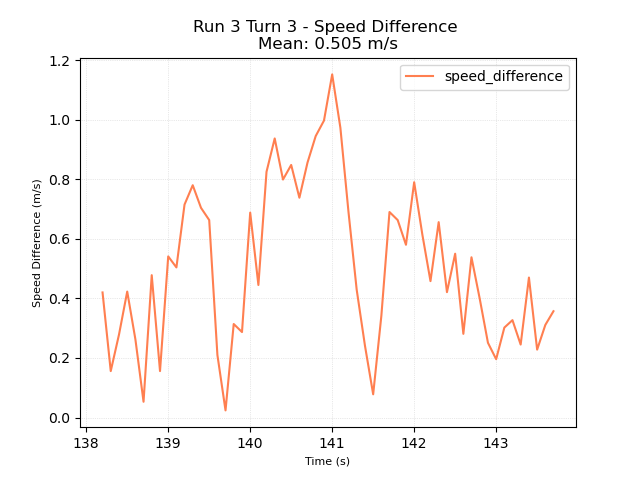 Run 3 Turn 3 - Speed Difference
Mean: 0.505 m/s
speed_difference
1.2
1.0
0.8
0.6
0.4
0.2
0.0
Speed Difference (m/s)
138 139 140 141 142 143
Time (s)